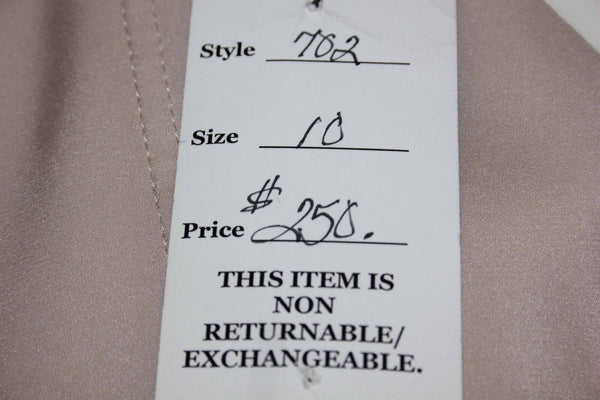 Style 702
Size 10
Price $250.
THIS ITEM IS
NON
RETURNABLE/
EXCHANGEABLE.